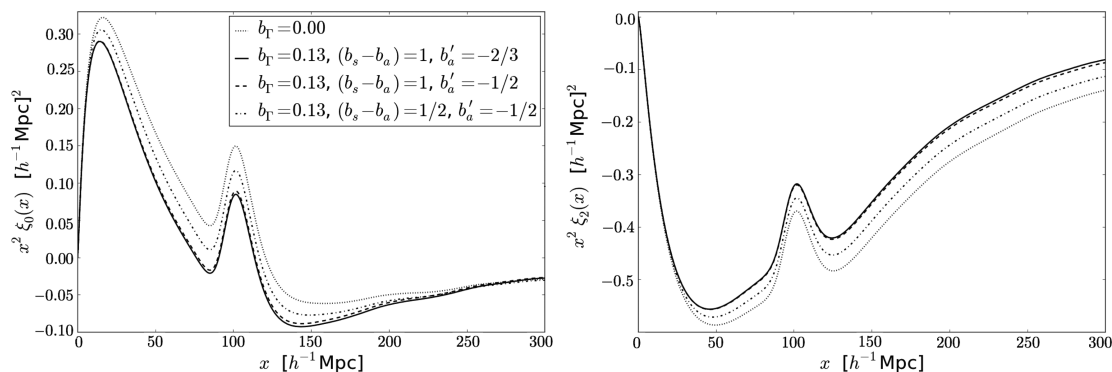 x² ξ₀(x) [h⁻¹ Mpc]²
0.30
0.25
0.20
0.15
0.10
0.05
0.00
−0.05
−0.10
0 50 100 150 200 250 300
x [h⁻¹ Mpc]
b_Γ=0.00
b_Γ=0.13, (b_s−b_a)=1, b′_a=−2/3
b_Γ=0.13, (b_s−b_a)=1, b′_a=−1/2
b_Γ=0.13, (b_s−b_a)=1/2, b′_a=−1/2
x² ξ₂(x) [h⁻¹ Mpc]²
0.0
−0.1
−0.2
−0.3
−0.4
−0.5
0 50 100 150 200 250 300
x [h⁻¹ Mpc]